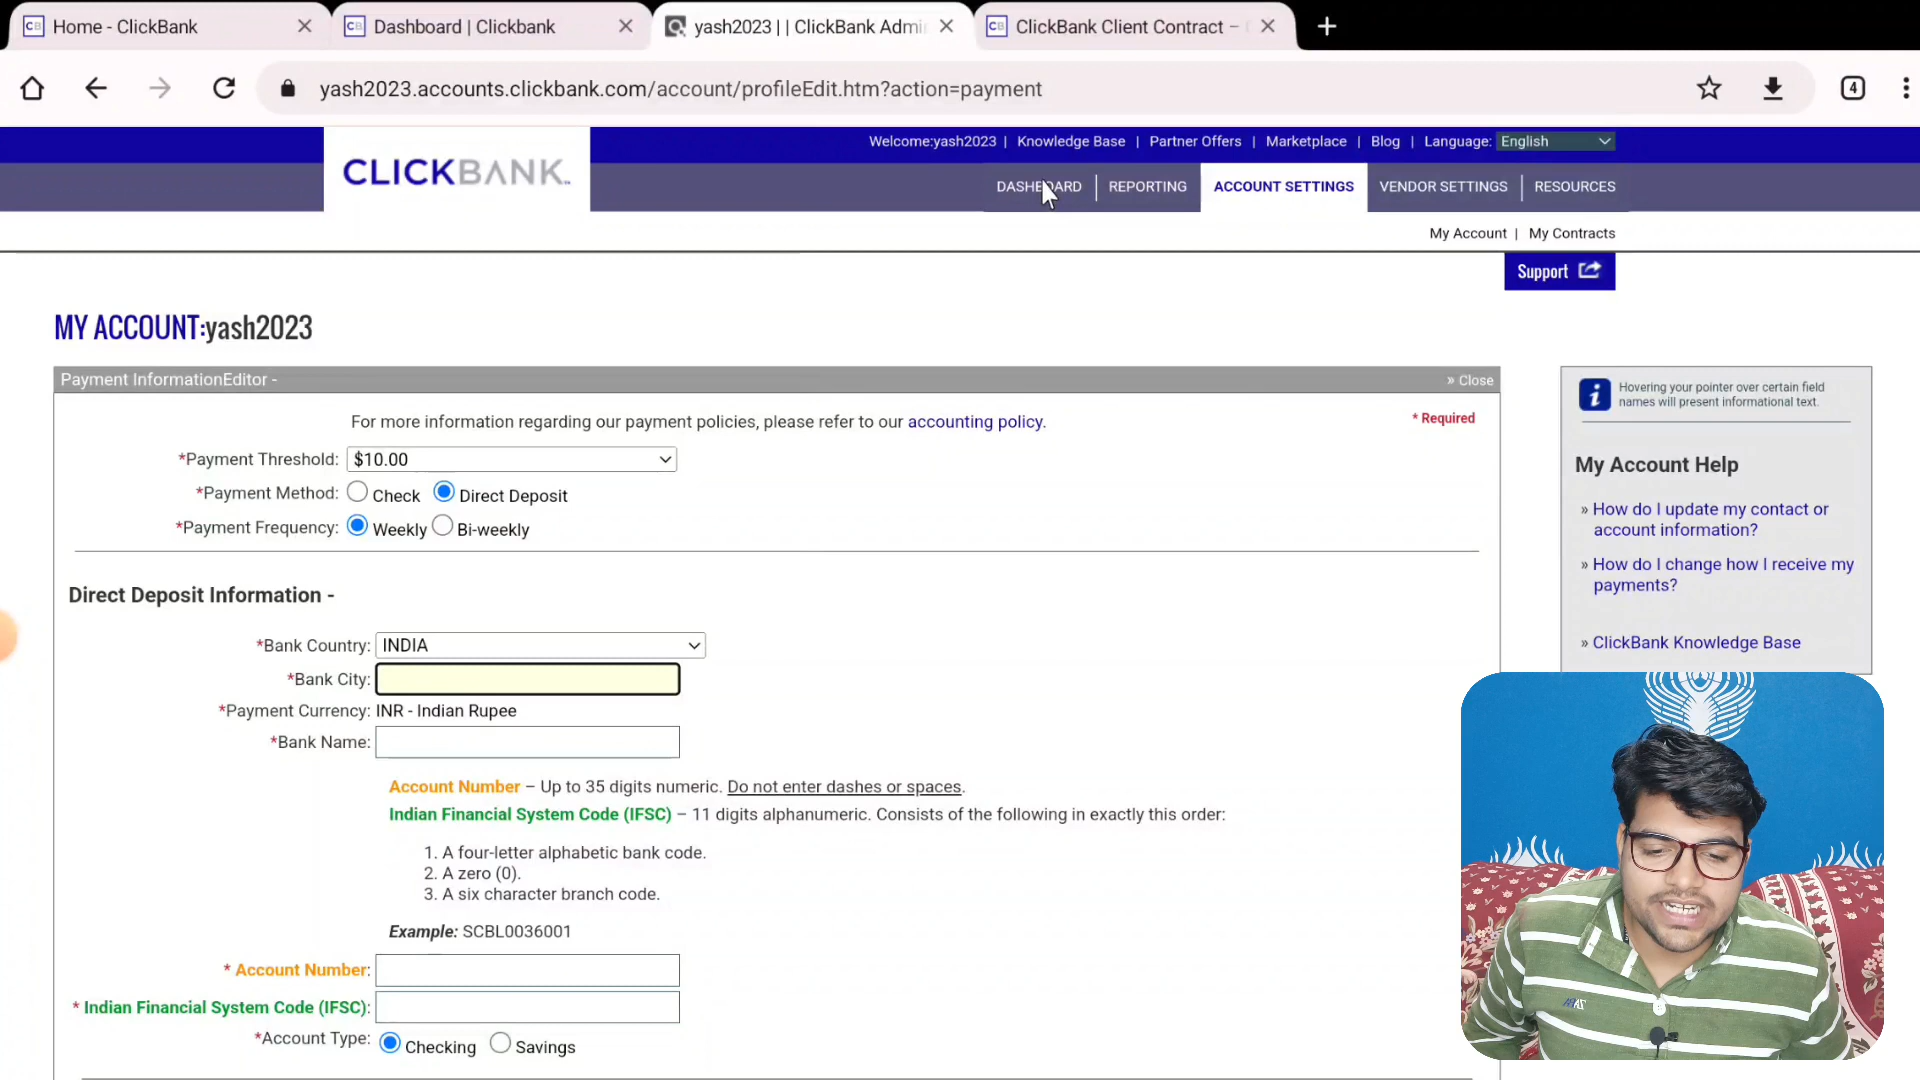 Home - ClickBank
Dashboard | Clickbank
yash2023 | | ClickBank Admi
ClickBank Client Contract –
yash2023.accounts.clickbank.com/account/profileEdit.htm?action=payment
4
Welcome:yash2023 | Knowledge Base | Partner Offers | Marketplace | Blog | Language: English
CLICKBANK
DASHBOARD | REPORTING ACCOUNT SETTINGS VENDOR SETTINGS | RESOURCES
My Account | My Contracts
Support
MY ACCOUNT:yash2023
Payment InformationEditor -
» Close
For more information regarding our payment policies, please refer to our accounting policy.
* Required
*Payment Threshold: $10.00
*Payment Method: Check Direct Deposit
*Payment Frequency: Weekly Bi-weekly
Direct Deposit Information -
*Bank Country: INDIA
*Bank City:
*Payment Currency: INR - Indian Rupee
*Bank Name:
Account Number – Up to 35 digits numeric. Do not enter dashes or spaces.
Indian Financial System Code (IFSC) – 11 digits alphanumeric. Consists of the following in exactly this order:
1. A four-letter alphabetic bank code.
2. A zero (0).
3. A six character branch code.
Example: SCBL0036001
* Account Number:
* Indian Financial System Code (IFSC):
*Account Type: Checking Savings
Hovering your pointer over certain field
names will present informational text.
My Account Help
» How do I update my contact or
account information?
» How do I change how I receive my
payments?
» ClickBank Knowledge Base